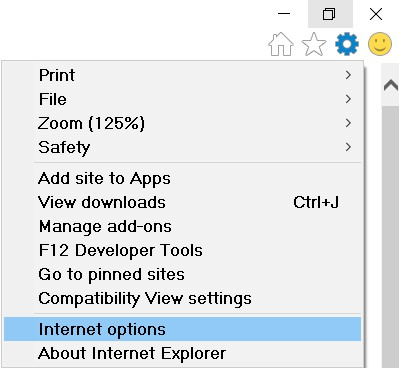 Print
File
Zoom (125%)
Safety
Add site to Apps
View downloads Ctrl+J
Manage add-ons
F12 Developer Tools
Go to pinned sites
Compatibility View settings
Internet options
About Internet Explorer